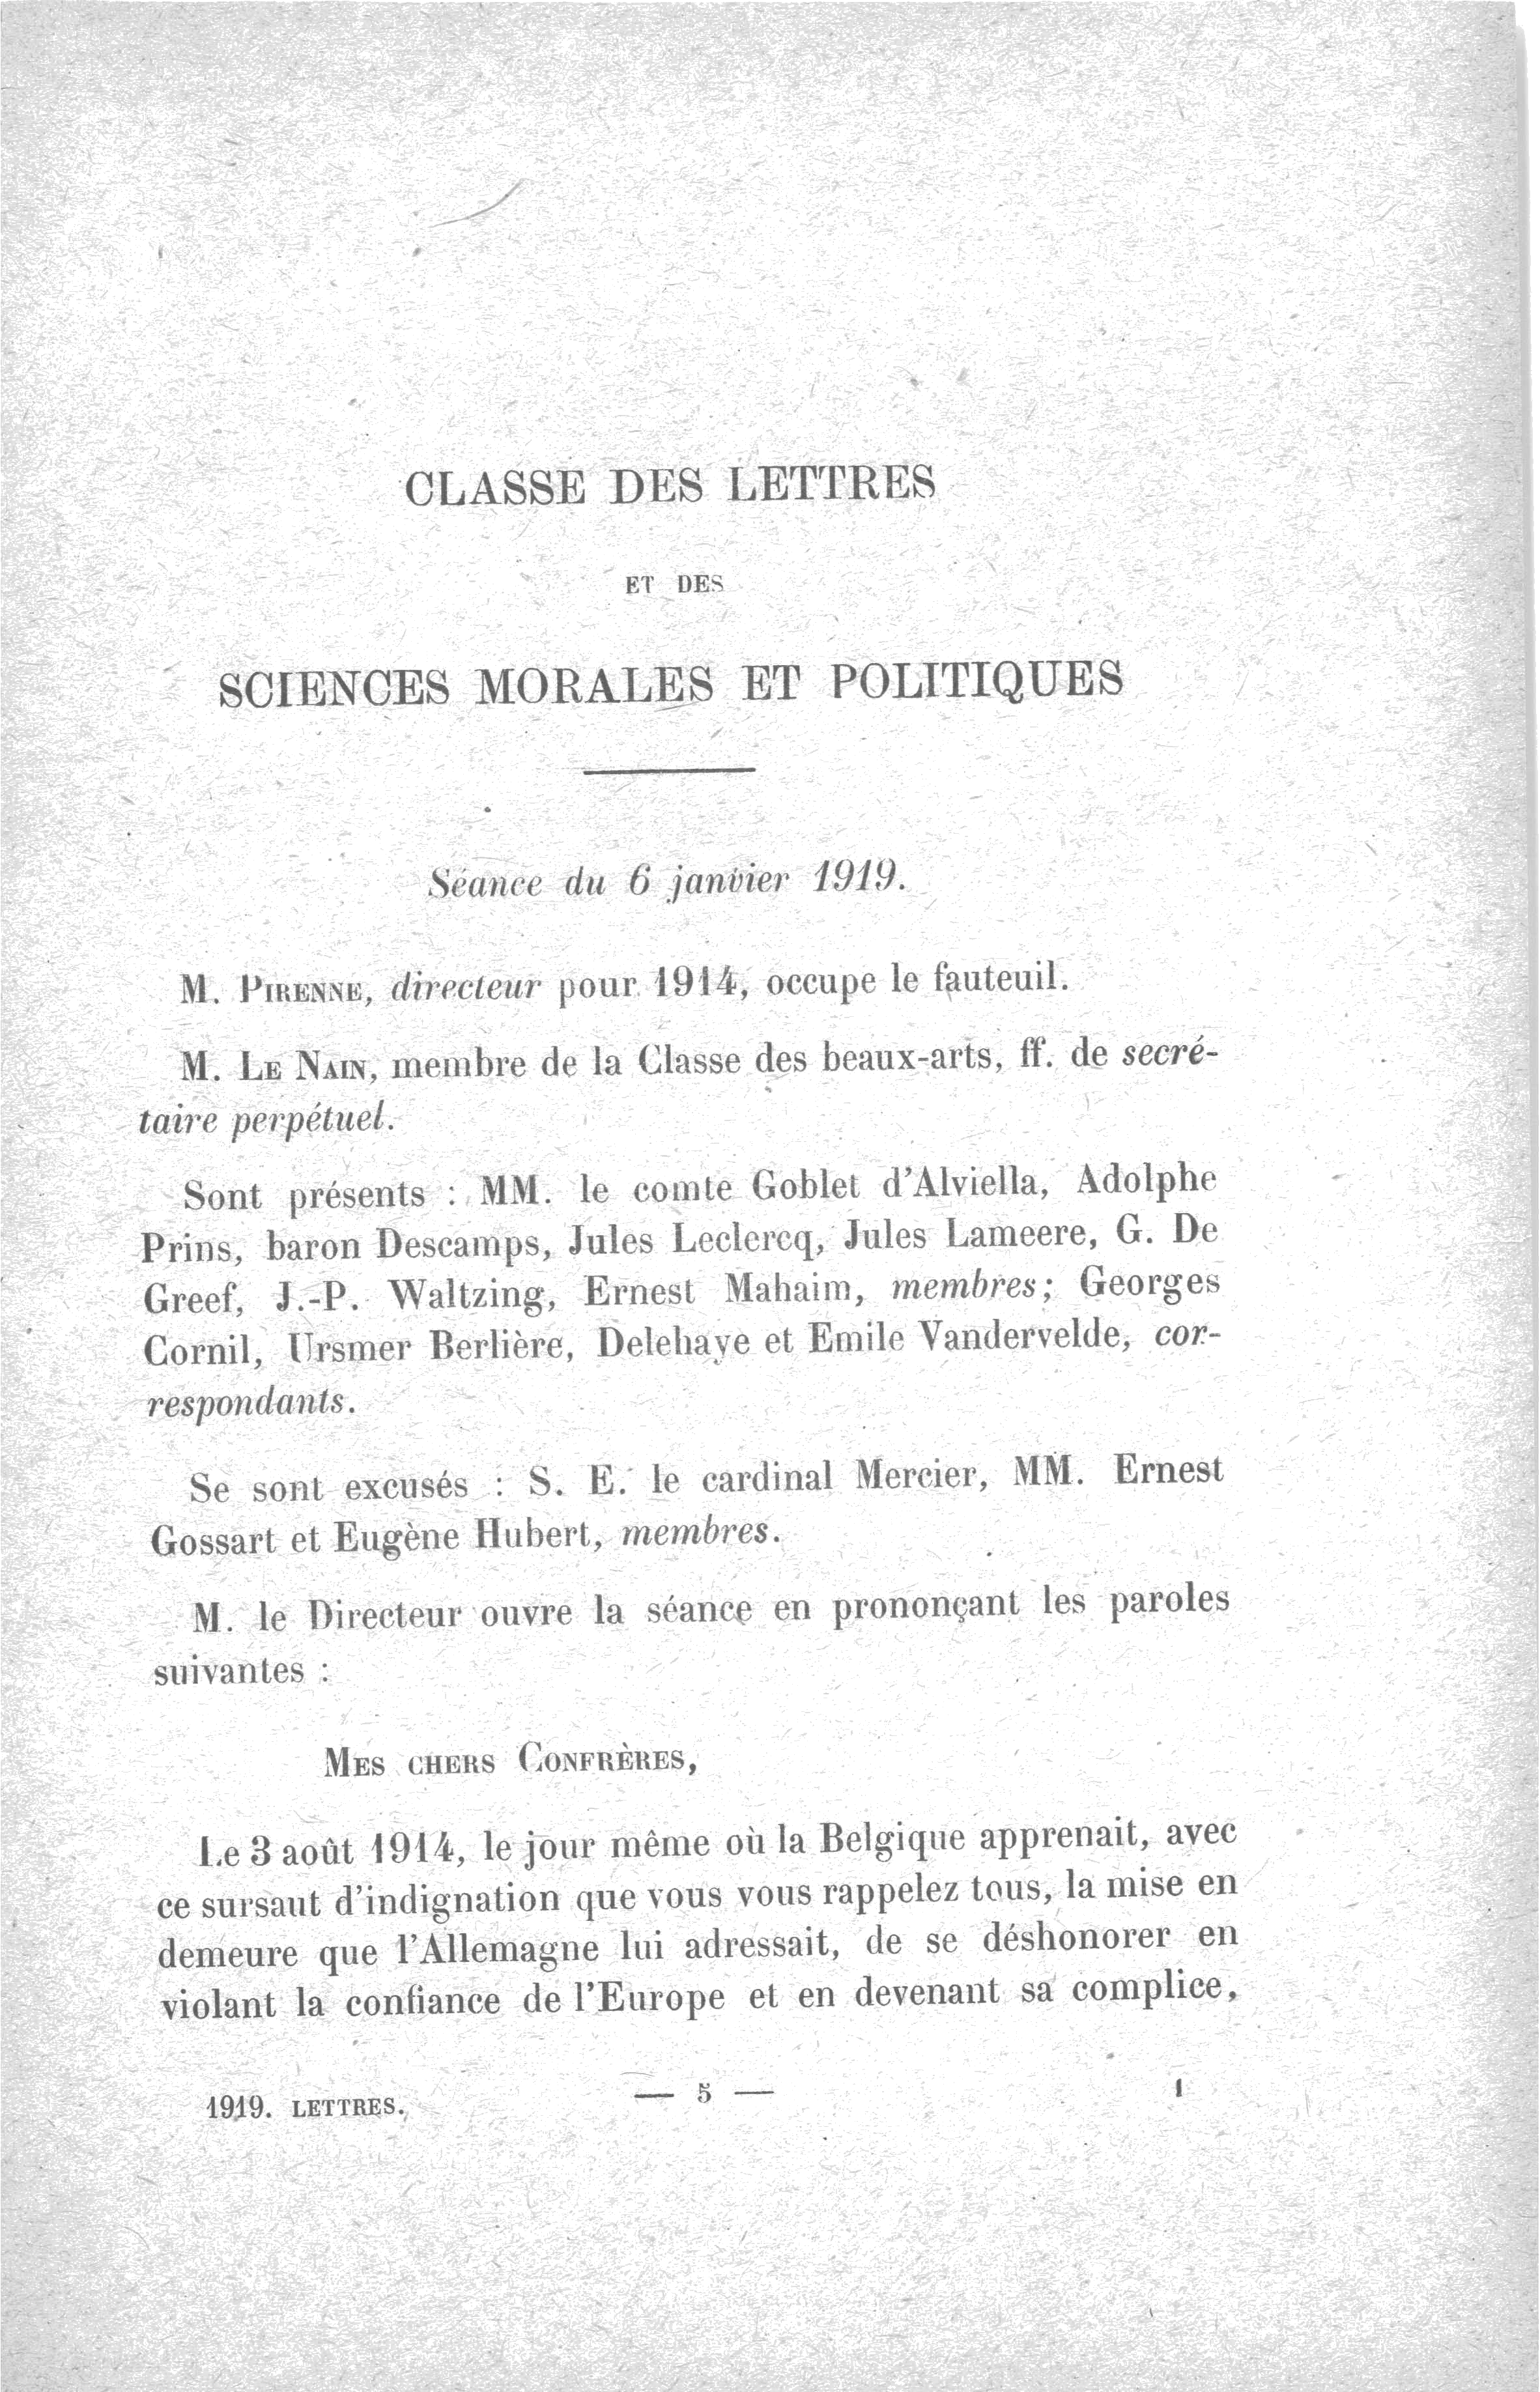 CLASSE DES LETTRES
ET DES
SCIENCES MORALES ET POLITIQUES
Séance du 6 janvier 1919.
M. PIRENNE, directeur pour 1914, occupe le fauteuil.
M. LE NAIN, membre de la Classe des beaux-arts, ff. de secré-
taire perpétuel.
Sont présents : MM. le comte Goblet d'Alviella, Adolphe
Prins, baron Descamps, Jules Leclercq, Jules Lameere, G. De
Greef, J.-P. Waltzing, Ernest Mahaim, membres; Georges
Cornil, Ursmer Berlière, Delehaye et Emile Vandervelde, cor-
respondants.
Se sont excusés : S. E. le cardinal Mercier, MM. Ernest
Gossart et Eugène Hubert, membres.
M. le Directeur ouvre la séance en prononçant les paroles
suivantes :
MES CHERS CONFRÈRES,
Le 3 août 1914, le jour même où la Belgique apprenait, avec
ce sursaut d'indignation que vous vous rappelez tous, la mise en
demeure que l'Allemagne lui adressait, de se déshonorer en
violant la confiance de l'Europe et en devenant sa complice,
1919. LETTRES. — 5 — 1